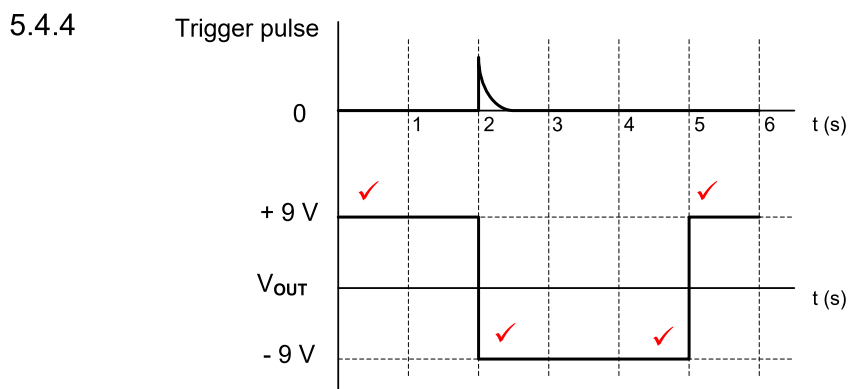 5.4.4 Trigger pulse
0
1 2 3 4 5 6 t (s)
+ 9 V
VOUT
t (s)
- 9 V